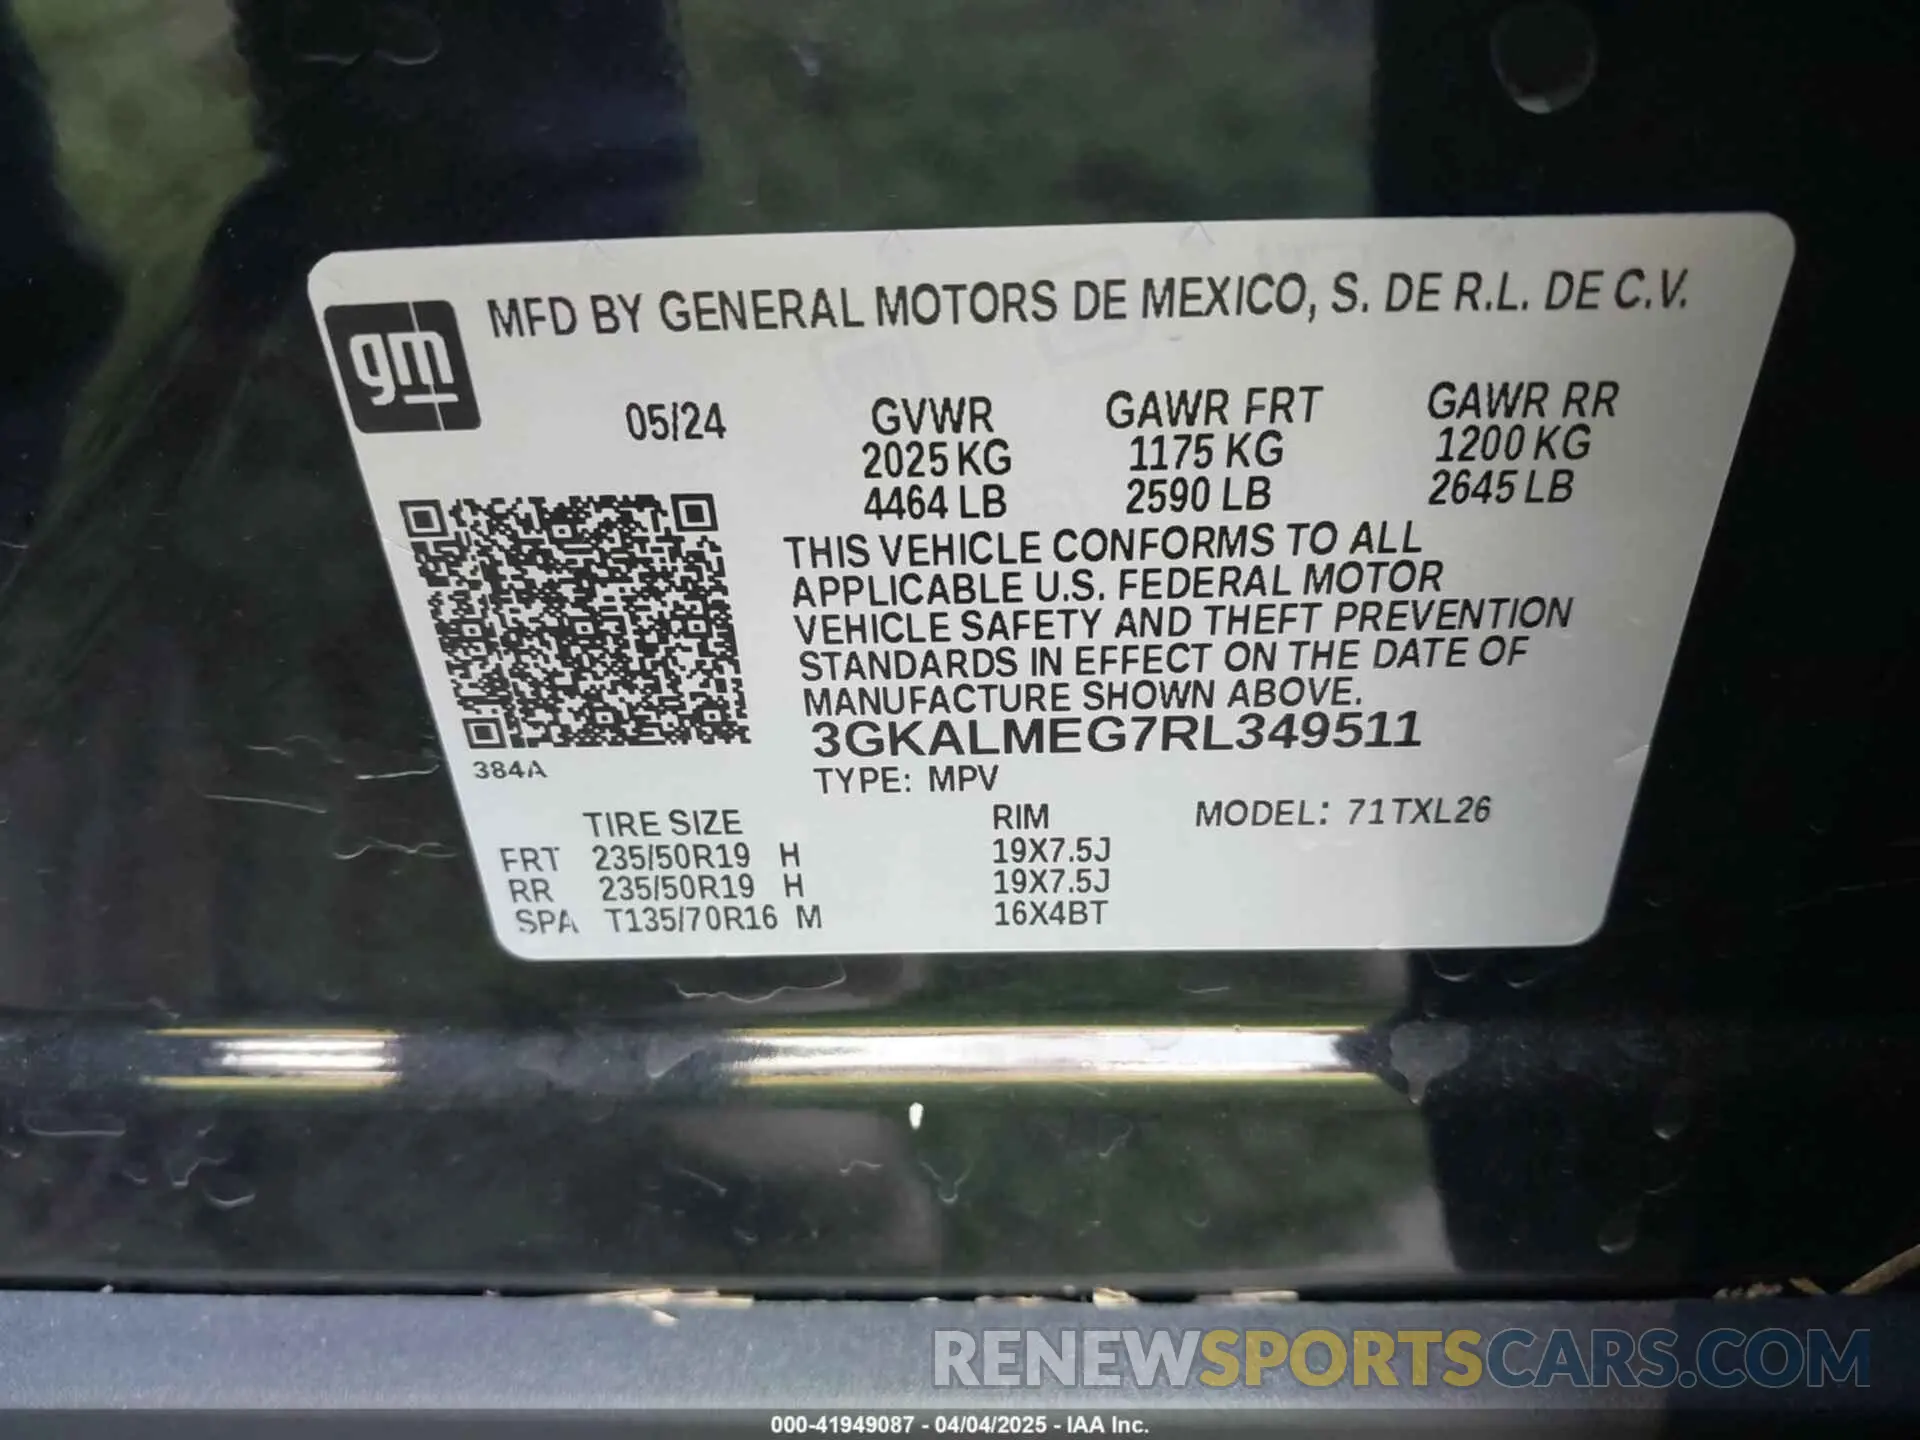 gm
MFD BY GENERAL MOTORS DE MEXICO, S. DE R.L. DE C.V.
05/24 GVWR GAWR FRT GAWR RR
2025 KG 1175 KG 1200 KG
4464 LB 2590 LB 2645 LB
THIS VEHICLE CONFORMS TO ALL
APPLICABLE U.S. FEDERAL MOTOR
VEHICLE SAFETY AND THEFT PREVENTION
STANDARDS IN EFFECT ON THE DATE OF
MANUFACTURE SHOWN ABOVE.
3GKALMEG7RL349511
384A
TYPE: MPV
TIRE SIZE RIM MODEL: 71TXL26
FRT 235/50R19 H 19X7.5J
RR 235/50R19 H 19X7.5J
SPA T135/70R16 M 16X4BT
RENEWSPORTSCARS.COM
000-41949087 - 04/04/2025 - IAA Inc.